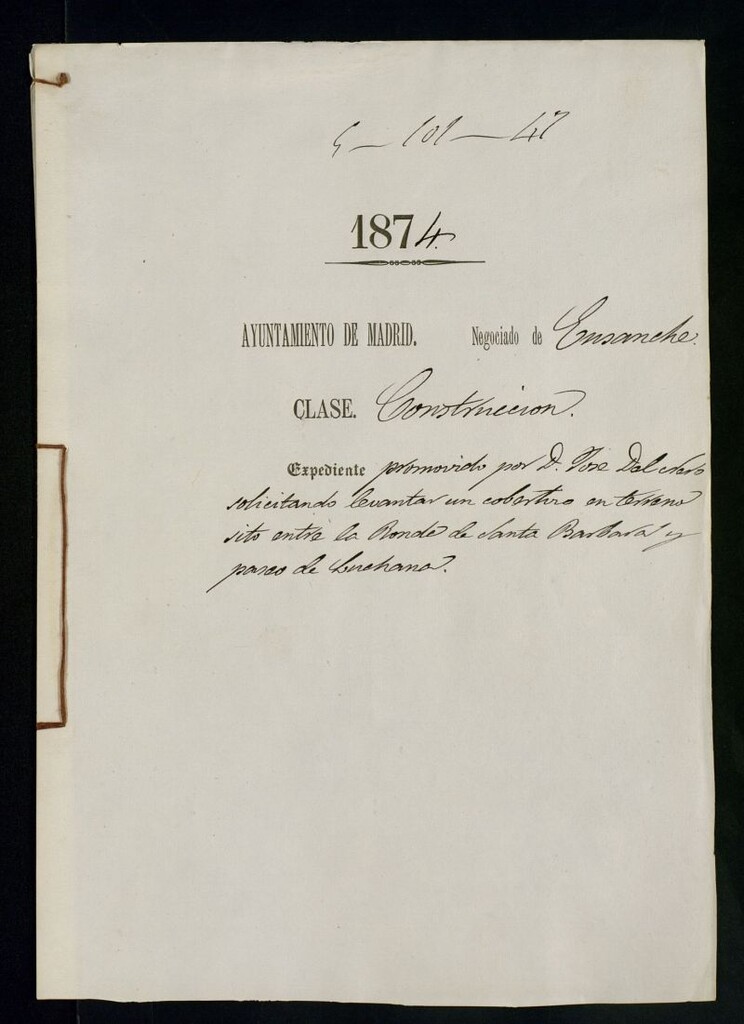 5 - 101 - 47
1874.
AYUNTAMIENTO DE MADRID. Negociado de Ensanche.
CLASE. Construccion.
Expediente promovido por D. José Del
solicitando levantar un cobertizo en terreno
sito entre la Ronda de Santa Barbara y
paseo de Luchana.